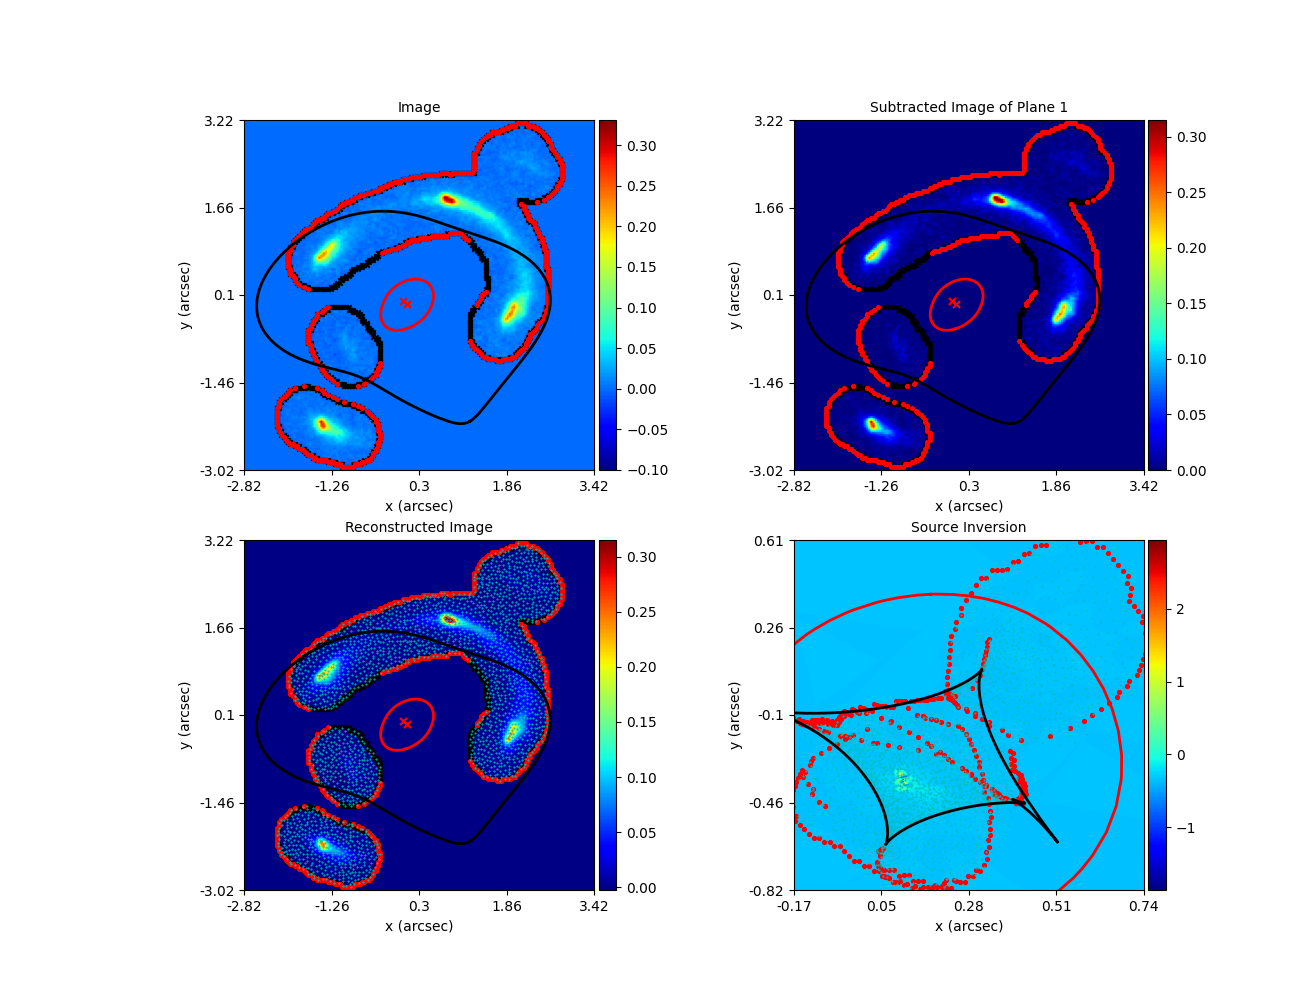 Image
3.22
1.66
0.1
-1.46
-3.02
y (arcsec)
-2.82 -1.26 0.3 1.86 3.42
x (arcsec)
0.30
0.25
0.20
0.15
0.10
0.05
0.00
−0.05
−0.10
Subtracted Image of Plane 1
3.22
1.66
0.1
-1.46
-3.02
y (arcsec)
-2.82 -1.26 0.3 1.86 3.42
x (arcsec)
0.30
0.25
0.20
0.15
0.10
0.05
0.00
Reconstructed Image
3.22
1.66
0.1
-1.46
-3.02
y (arcsec)
-2.82 -1.26 0.3 1.86 3.42
x (arcsec)
0.30
0.25
0.20
0.15
0.10
0.05
0.00
Source Inversion
0.61
0.26
-0.1
-0.46
-0.82
y (arcsec)
-0.17 0.05 0.28 0.51 0.74
x (arcsec)
2
1
0
−1